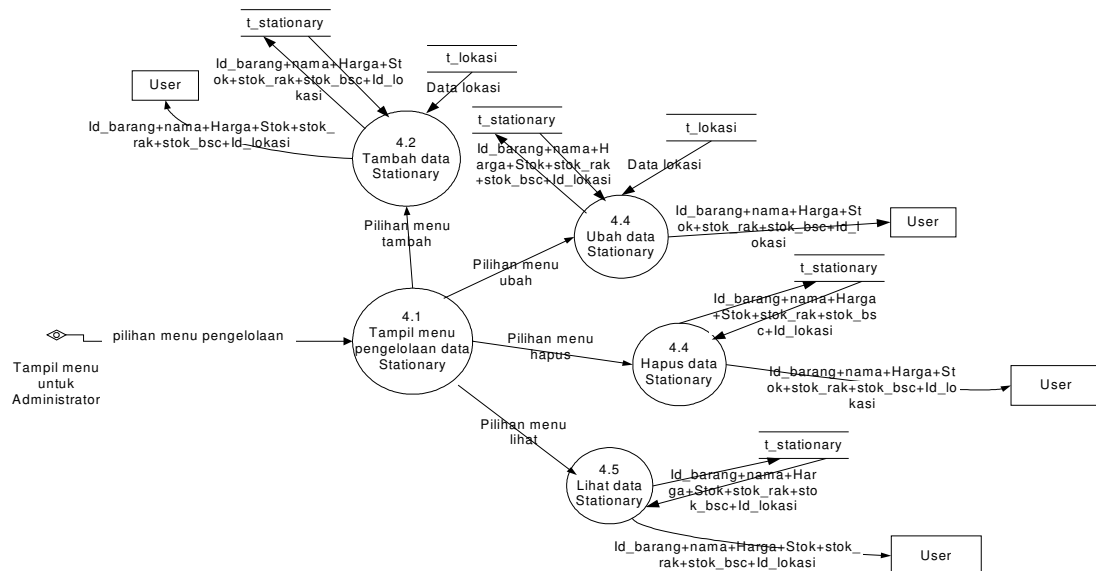 t_stationary
Id_barang+nama+Harga+St
ok+stok_rak+stok_bsc+Id_lo
kasi
t_lokasi
Data lokasi
User
Id_barang+nama+Harga+Stok+stok_
rak+stok_bsc+Id_lokasi
4.2
Tambah data
Stationary
t_stationary
Id_barang+nama+H
arga+Stok+stok_rak
+stok_bsc+Id_lokasi
t_lokasi
Data lokasi
4.4
Ubah data
Stationary
Id_barang+nama+Harga+St
ok+stok_rak+stok_bsc+Id_l
okasi
User
Pilihan menu
tambah
Pilihan menu
ubah
t_stationary
Id_barang+nama+Harga
+Stok+stok_rak+stok_bs
c+Id_lokasi
pilihan menu pengelolaan
Tampil menu
untuk
Administrator
4.1
Tampil menu
pengelolaan data
Stationary
Pilihan menu
hapus
4.4
Hapus data
Stationary
Id_barang+nama+Harga+St
ok+stok_rak+stok_bsc+Id_lo
kasi
User
Pilihan menu
lihat
t_stationary
4.5
Lihat data
Stationary
Id_barang+nama+Har
ga+Stok+stok_rak+sto
k_bsc+Id_lokasi
Id_barang+nama+Harga+Stok+stok_
rak+stok_bsc+Id_lokasi
User